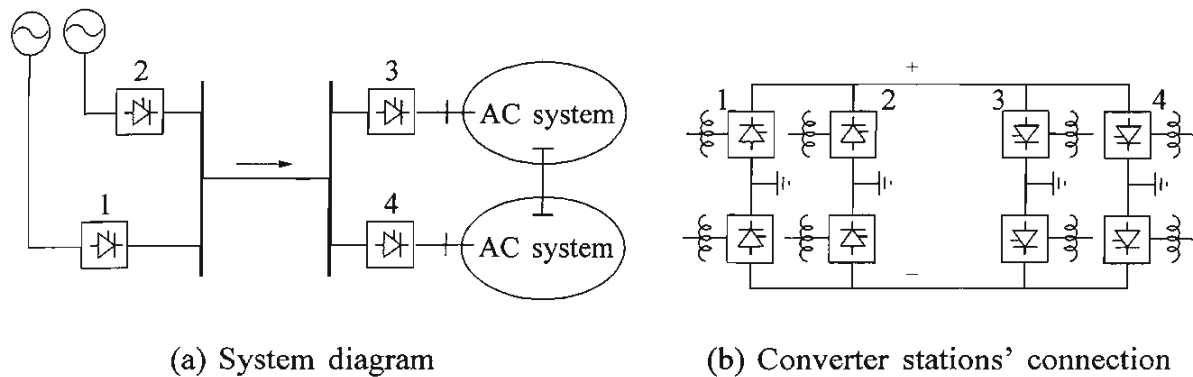 2
3
AC system
1
4
AC system
(a) System diagram
+
1
2
3
4
−
(b) Converter stations' connection